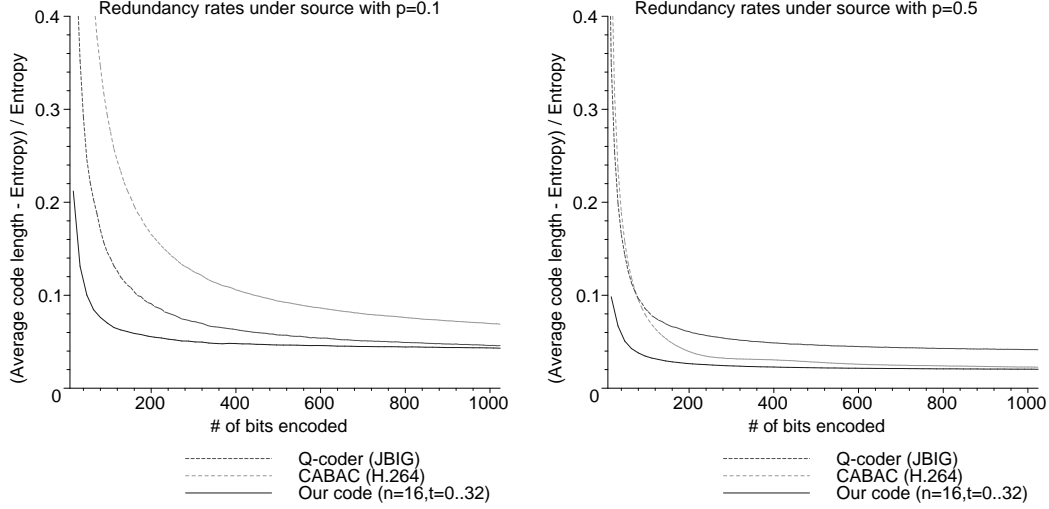 Redundancy rates under source with p=0.1
0.4
0.3
0.2
0.1
0
(Average code length - Entropy) / Entropy
200
400
600
800
1000
# of bits encoded
Q-coder (JBIG)
CABAC (H.264)
Our code (n=16,t=0..32)
Redundancy rates under source with p=0.5
0.4
0.3
0.2
0.1
0
(Average code length - Entropy) / Entropy
200
400
600
800
1000
# of bits encoded
Q-coder (JBIG)
CABAC (H.264)
Our code (n=16,t=0..32)